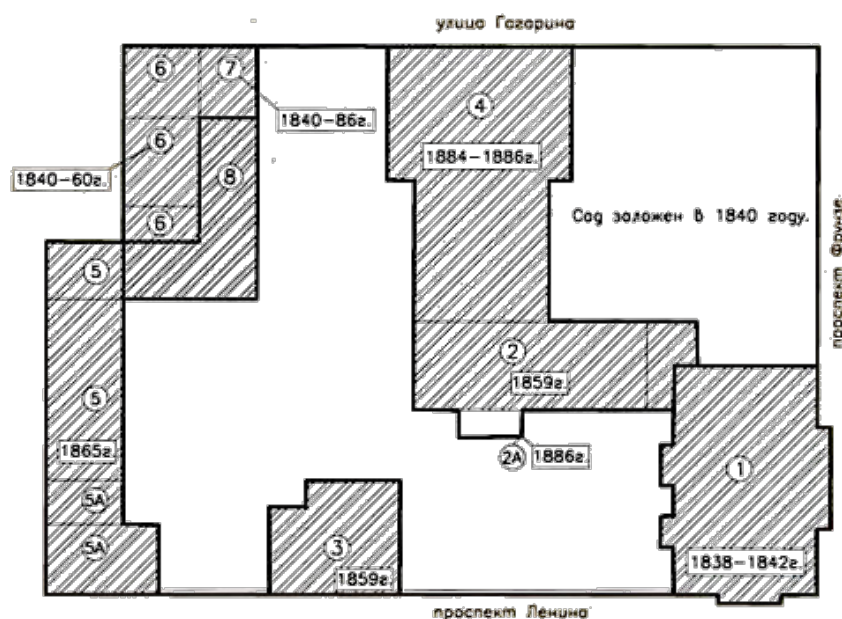 улица Гагарина
6
7
4
1840-86г.
6
1884-1886г.
1840-60г.
8
6
Сад заложен в 1840 году.
проспект Фрунзе
5
2
1859г.
5
1865г.
2А
1886г.
1
5А
3
5А
1859г.
1838-1842г.
проспект Ленина